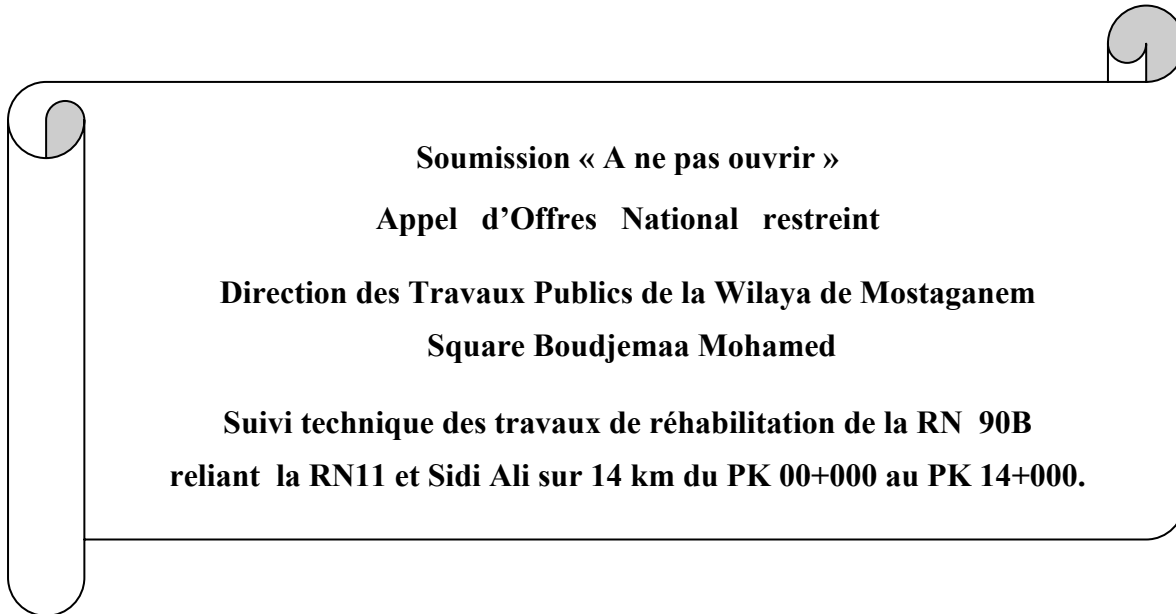 Soumission « A ne pas ouvrir »
Appel d’Offres National restreint
Direction des Travaux Publics de la Wilaya de Mostaganem
Square Boudjemaa Mohamed
Suivi technique des travaux de réhabilitation de la RN 90B
reliant la RN11 et Sidi Ali sur 14 km du PK 00+000 au PK 14+000.